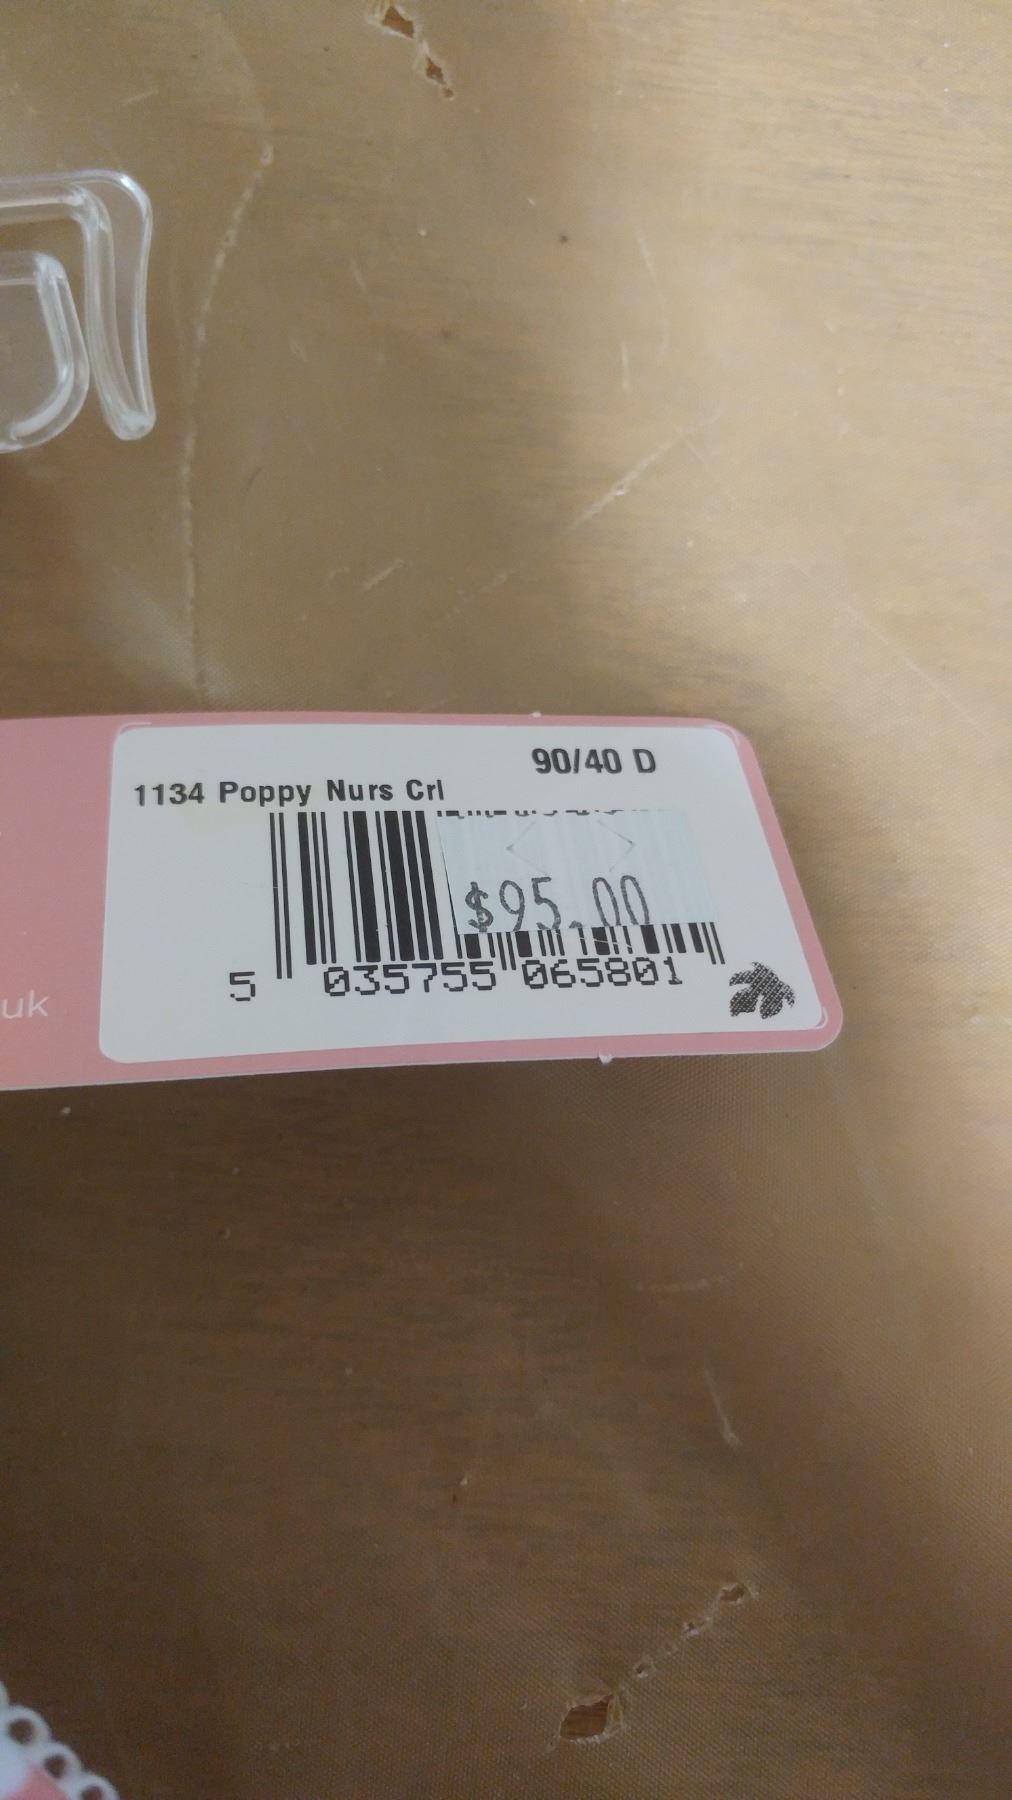 90/40 D
1134 Poppy Nurs Crl
$95.00
5 035755 065801
uk